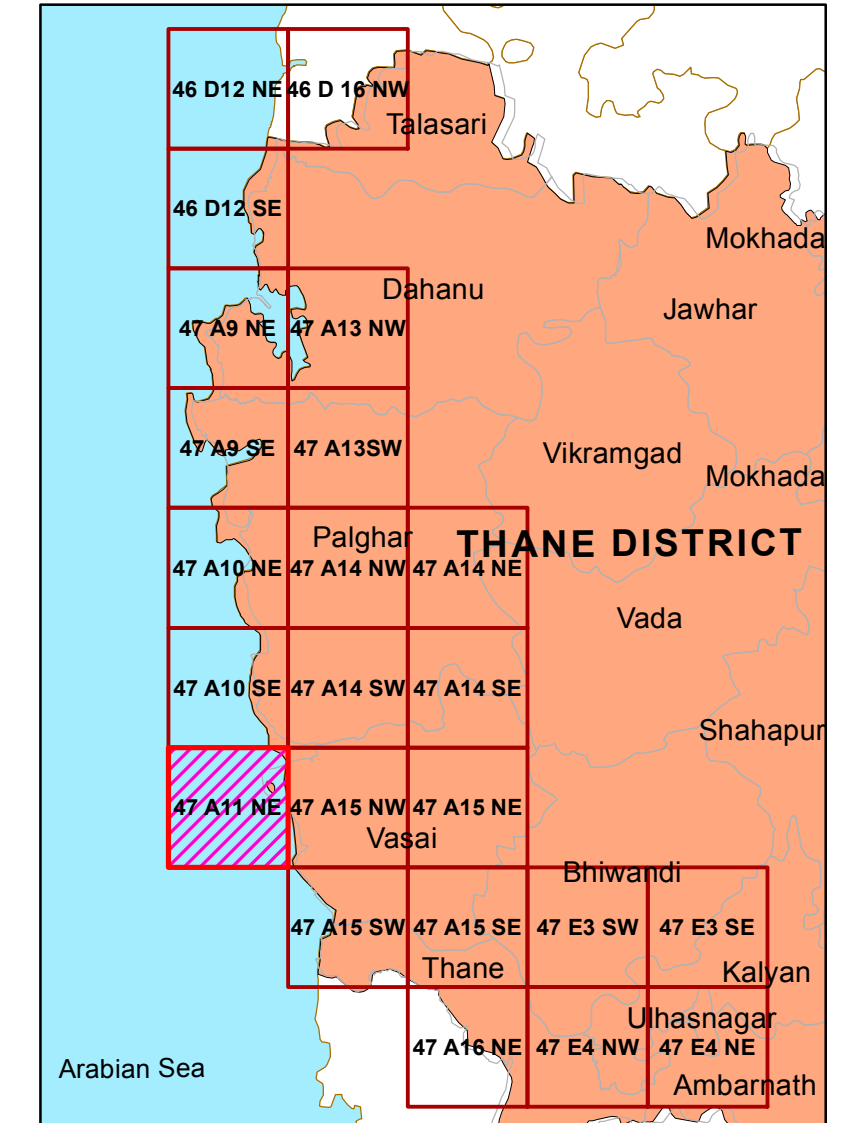 46 D12 NE 46 D 16 NW
Talasari
46 D12 SE
Mokhada
Dahanu
Jawhar
47 A9 NE 47 A13 NW
47 A9 SE 47 A13SW
Vikramgad
Mokhada
Palghar
THANE DISTRICT
47 A10 NE 47 A14 NW 47 A14 NE
Vada
47 A10 SE 47 A14 SW 47 A14 SE
Shahapur
47 A11 NE 47 A15 NW 47 A15 NE
Vasai
Bhiwandi
47 A15 SW 47 A15 SE 47 E3 SW 47 E3 SE
Thane
Kalyan
Ulhasnagar
47 A16 NE 47 E4 NW 47 E4 NE
Arabian Sea
Ambarnath